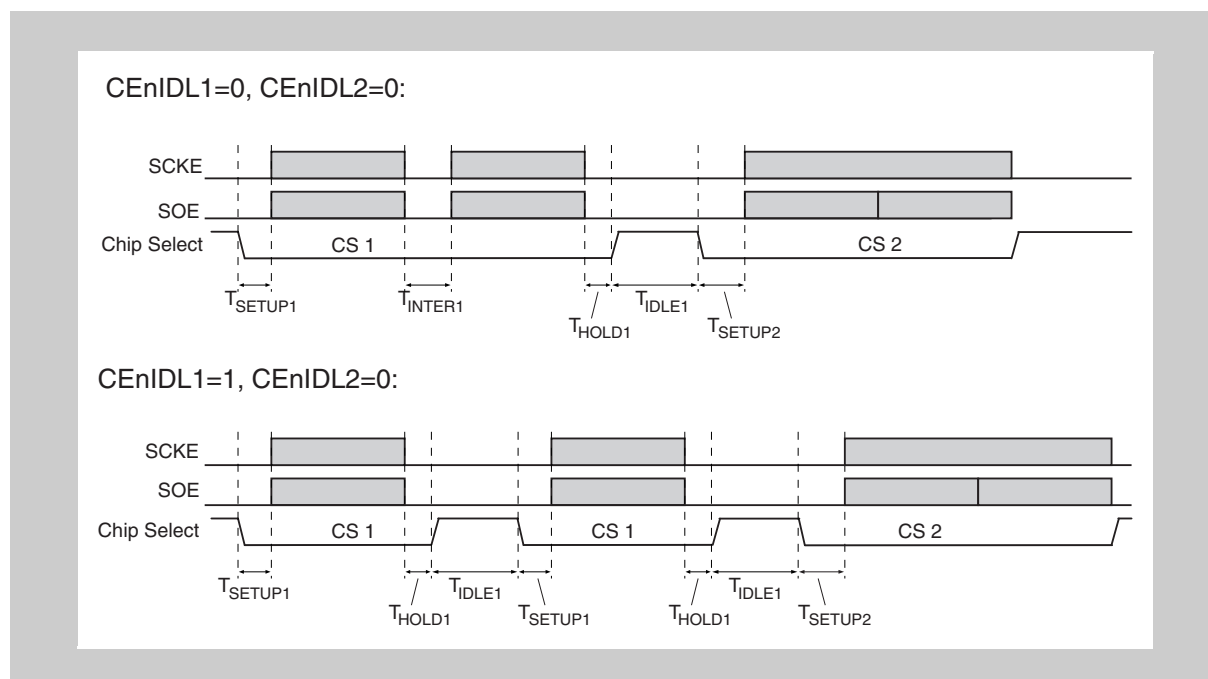 CEnIDL1=0, CEnIDL2=0:
SCKE
SOE
Chip Select CS 1 CS 2
TSETUP1 TINTER1 THOLD1 TIDLE1 TSETUP2
CEnIDL1=1, CEnIDL2=0:
SCKE
SOE
Chip Select CS 1 CS 1 CS 2
TSETUP1 THOLD1 TIDLE1 TSETUP1 THOLD1 TIDLE1 TSETUP2